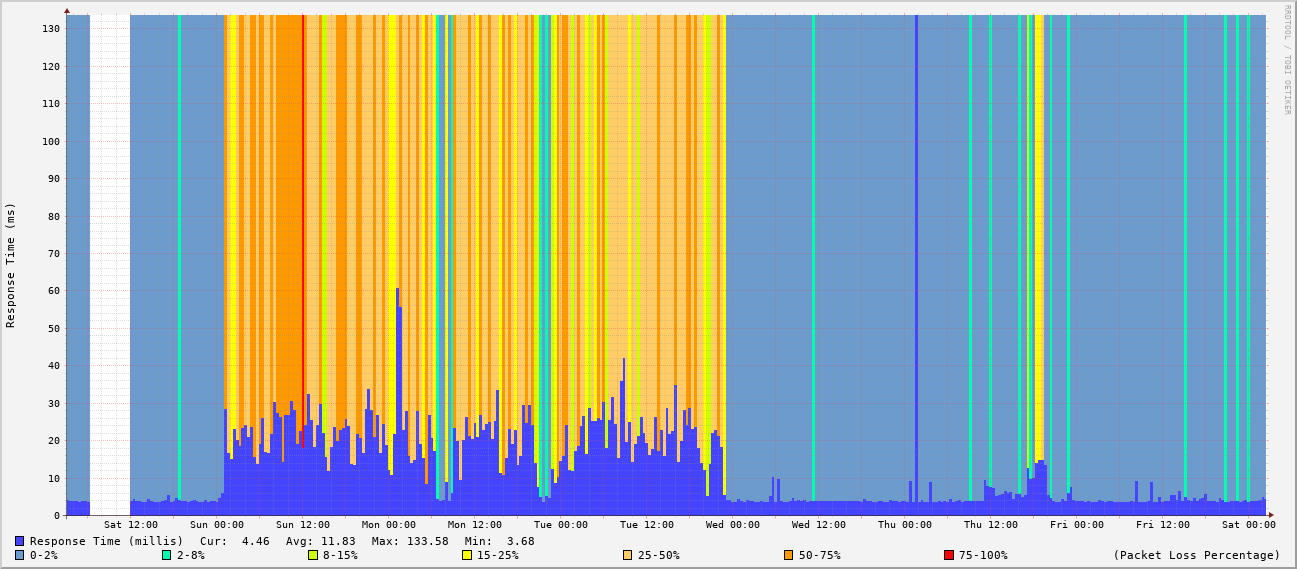 RRDTOOL / TOBI OETIKER
Response Time (ms)
130
120
110
100
90
80
70
60
50
40
30
20
10
0
Sat 12:00 Sun 00:00 Sun 12:00 Mon 00:00 Mon 12:00 Tue 00:00 Tue 12:00 Wed 00:00 Wed 12:00 Thu 00:00 Thu 12:00 Fri 00:00 Fri 12:00 Sat 00:00
Response Time (millis) Cur: 4.46 Avg: 11.83 Max: 133.58 Min: 3.68
0-2% 2-8% 8-15% 15-25% 25-50% 50-75% 75-100% (Packet Loss Percentage)